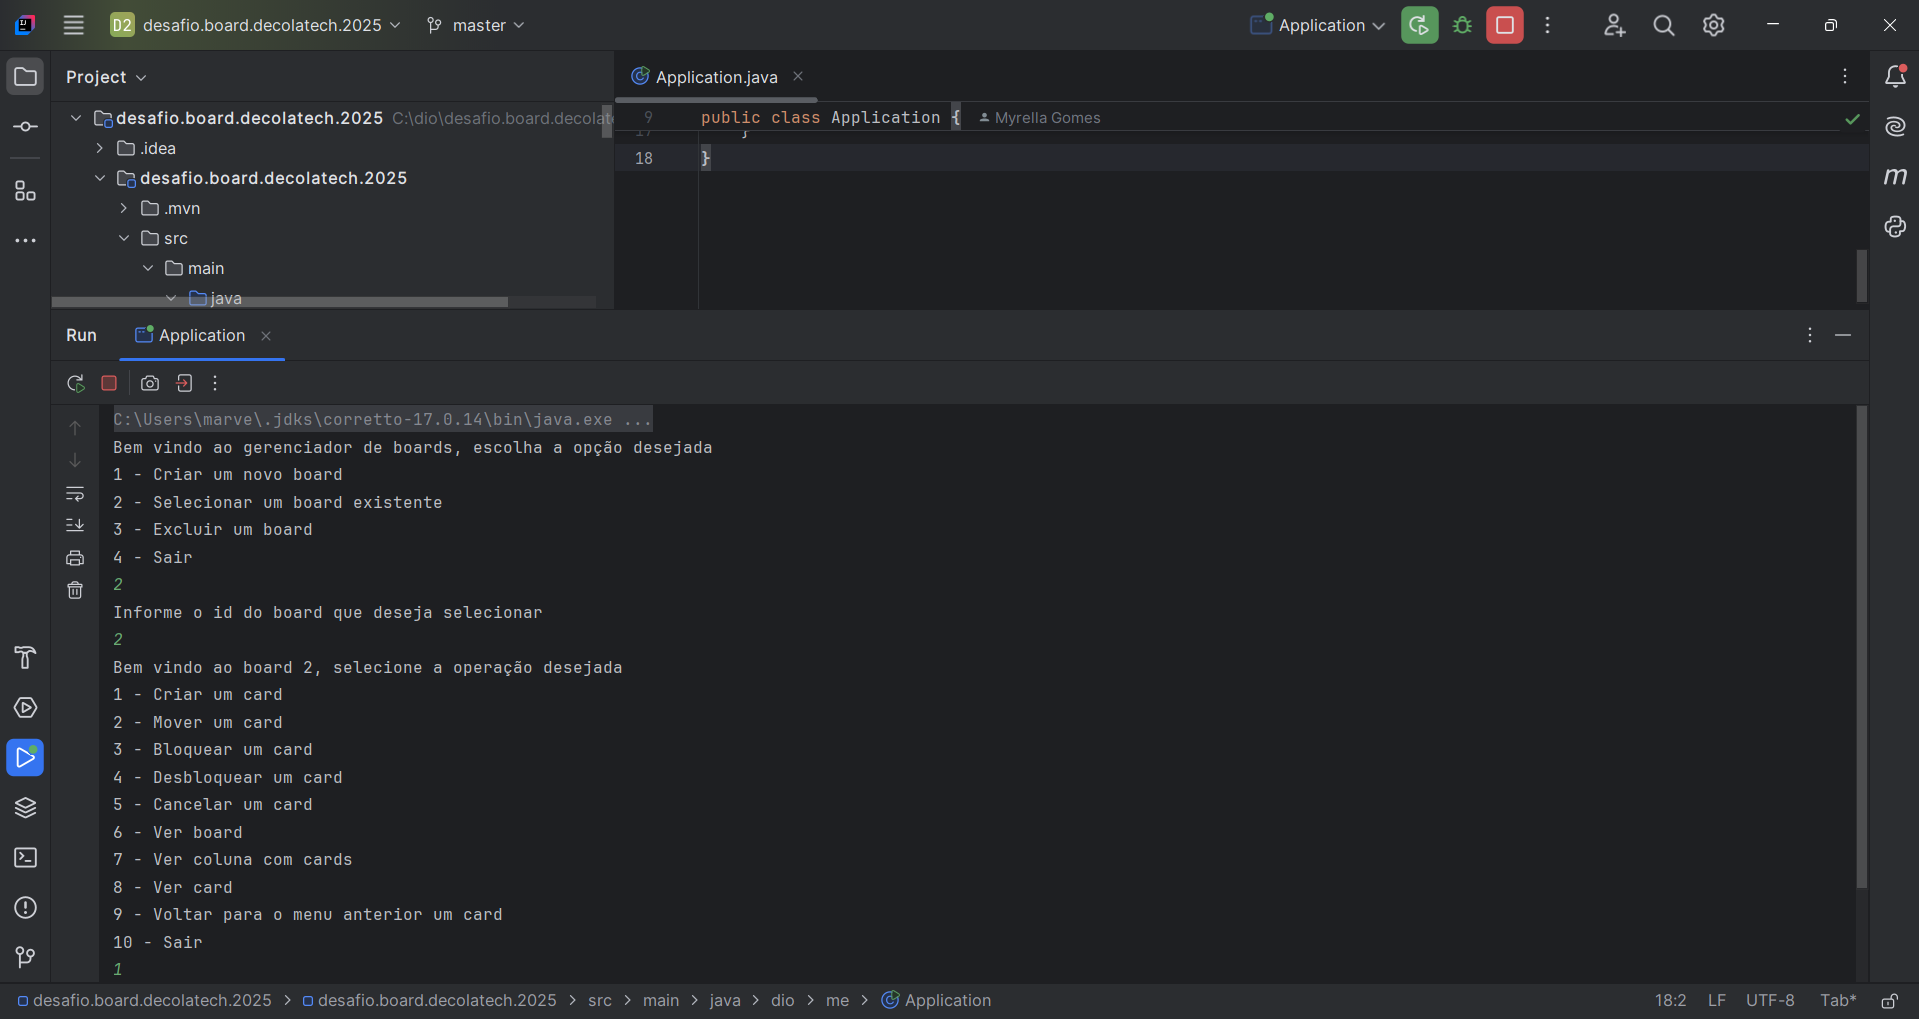 D2 desafio.board.decolatech.2025 master Application
Project
Application.java
desafio.board.decolatech.2025 C:\dio\desafio.board.decolate
.idea
desafio.board.decolatech.2025
.mvn
src
main
java
9 public class Application { Myrella Gomes
17 }
18 }
Run Application
C:\Users\marve\.jdks\corretto-17.0.14\bin\java.exe ...
Bem vindo ao gerenciador de boards, escolha a opção desejada
1 - Criar um novo board
2 - Selecionar um board existente
3 - Excluir um board
4 - Sair
2
Informe o id do board que deseja selecionar
2
Bem vindo ao board 2, selecione a operação desejada
1 - Criar um card
2 - Mover um card
3 - Bloquear um card
4 - Desbloquear um card
5 - Cancelar um card
6 - Ver board
7 - Ver coluna com cards
8 - Ver card
9 - Voltar para o menu anterior um card
10 - Sair
1
desafio.board.decolatech.2025 > desafio.board.decolatech.2025 > src > main > java > dio > me > Application 18:2 LF UTF-8 Tab*